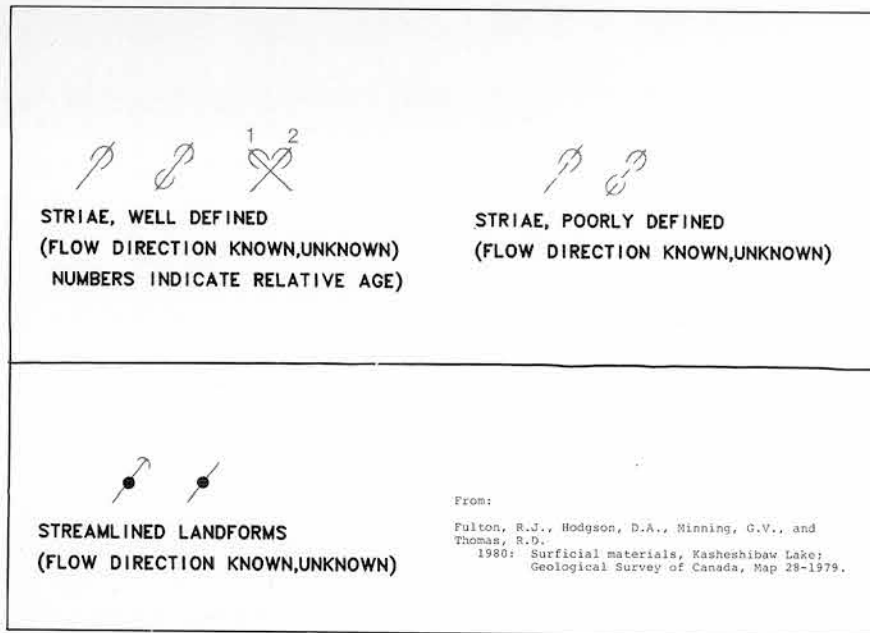 1 2
STRIAE, WELL DEFINED
(FLOW DIRECTION KNOWN,UNKNOWN)
NUMBERS INDICATE RELATIVE AGE)
STRIAE, POORLY DEFINED
(FLOW DIRECTION KNOWN,UNKNOWN)
STREAMLINED LANDFORMS
(FLOW DIRECTION KNOWN,UNKNOWN)
From:
Fulton, R.J., Hodgson, D.A., Minning, G.V., and
Thomas, R.D.
1980: Surficial materials, Kasheshibaw Lake;
Geological Survey of Canada, Map 28-1979.